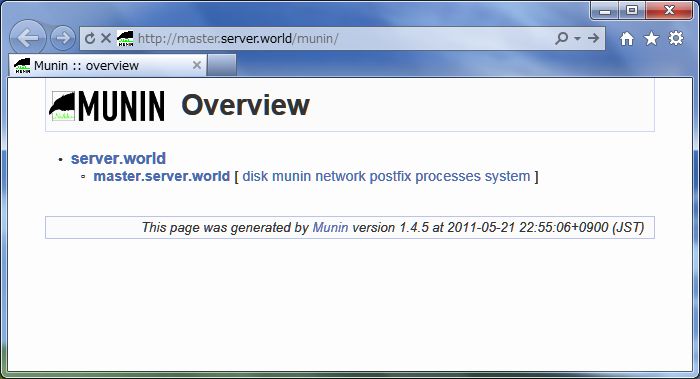 http://master.server.world/munin/
Munin :: overview
MUNIN Overview
server.world
master.server.world [ disk munin network postfix processes system ]
This page was generated by Munin version 1.4.5 at 2011-05-21 22:55:06+0900 (JST)